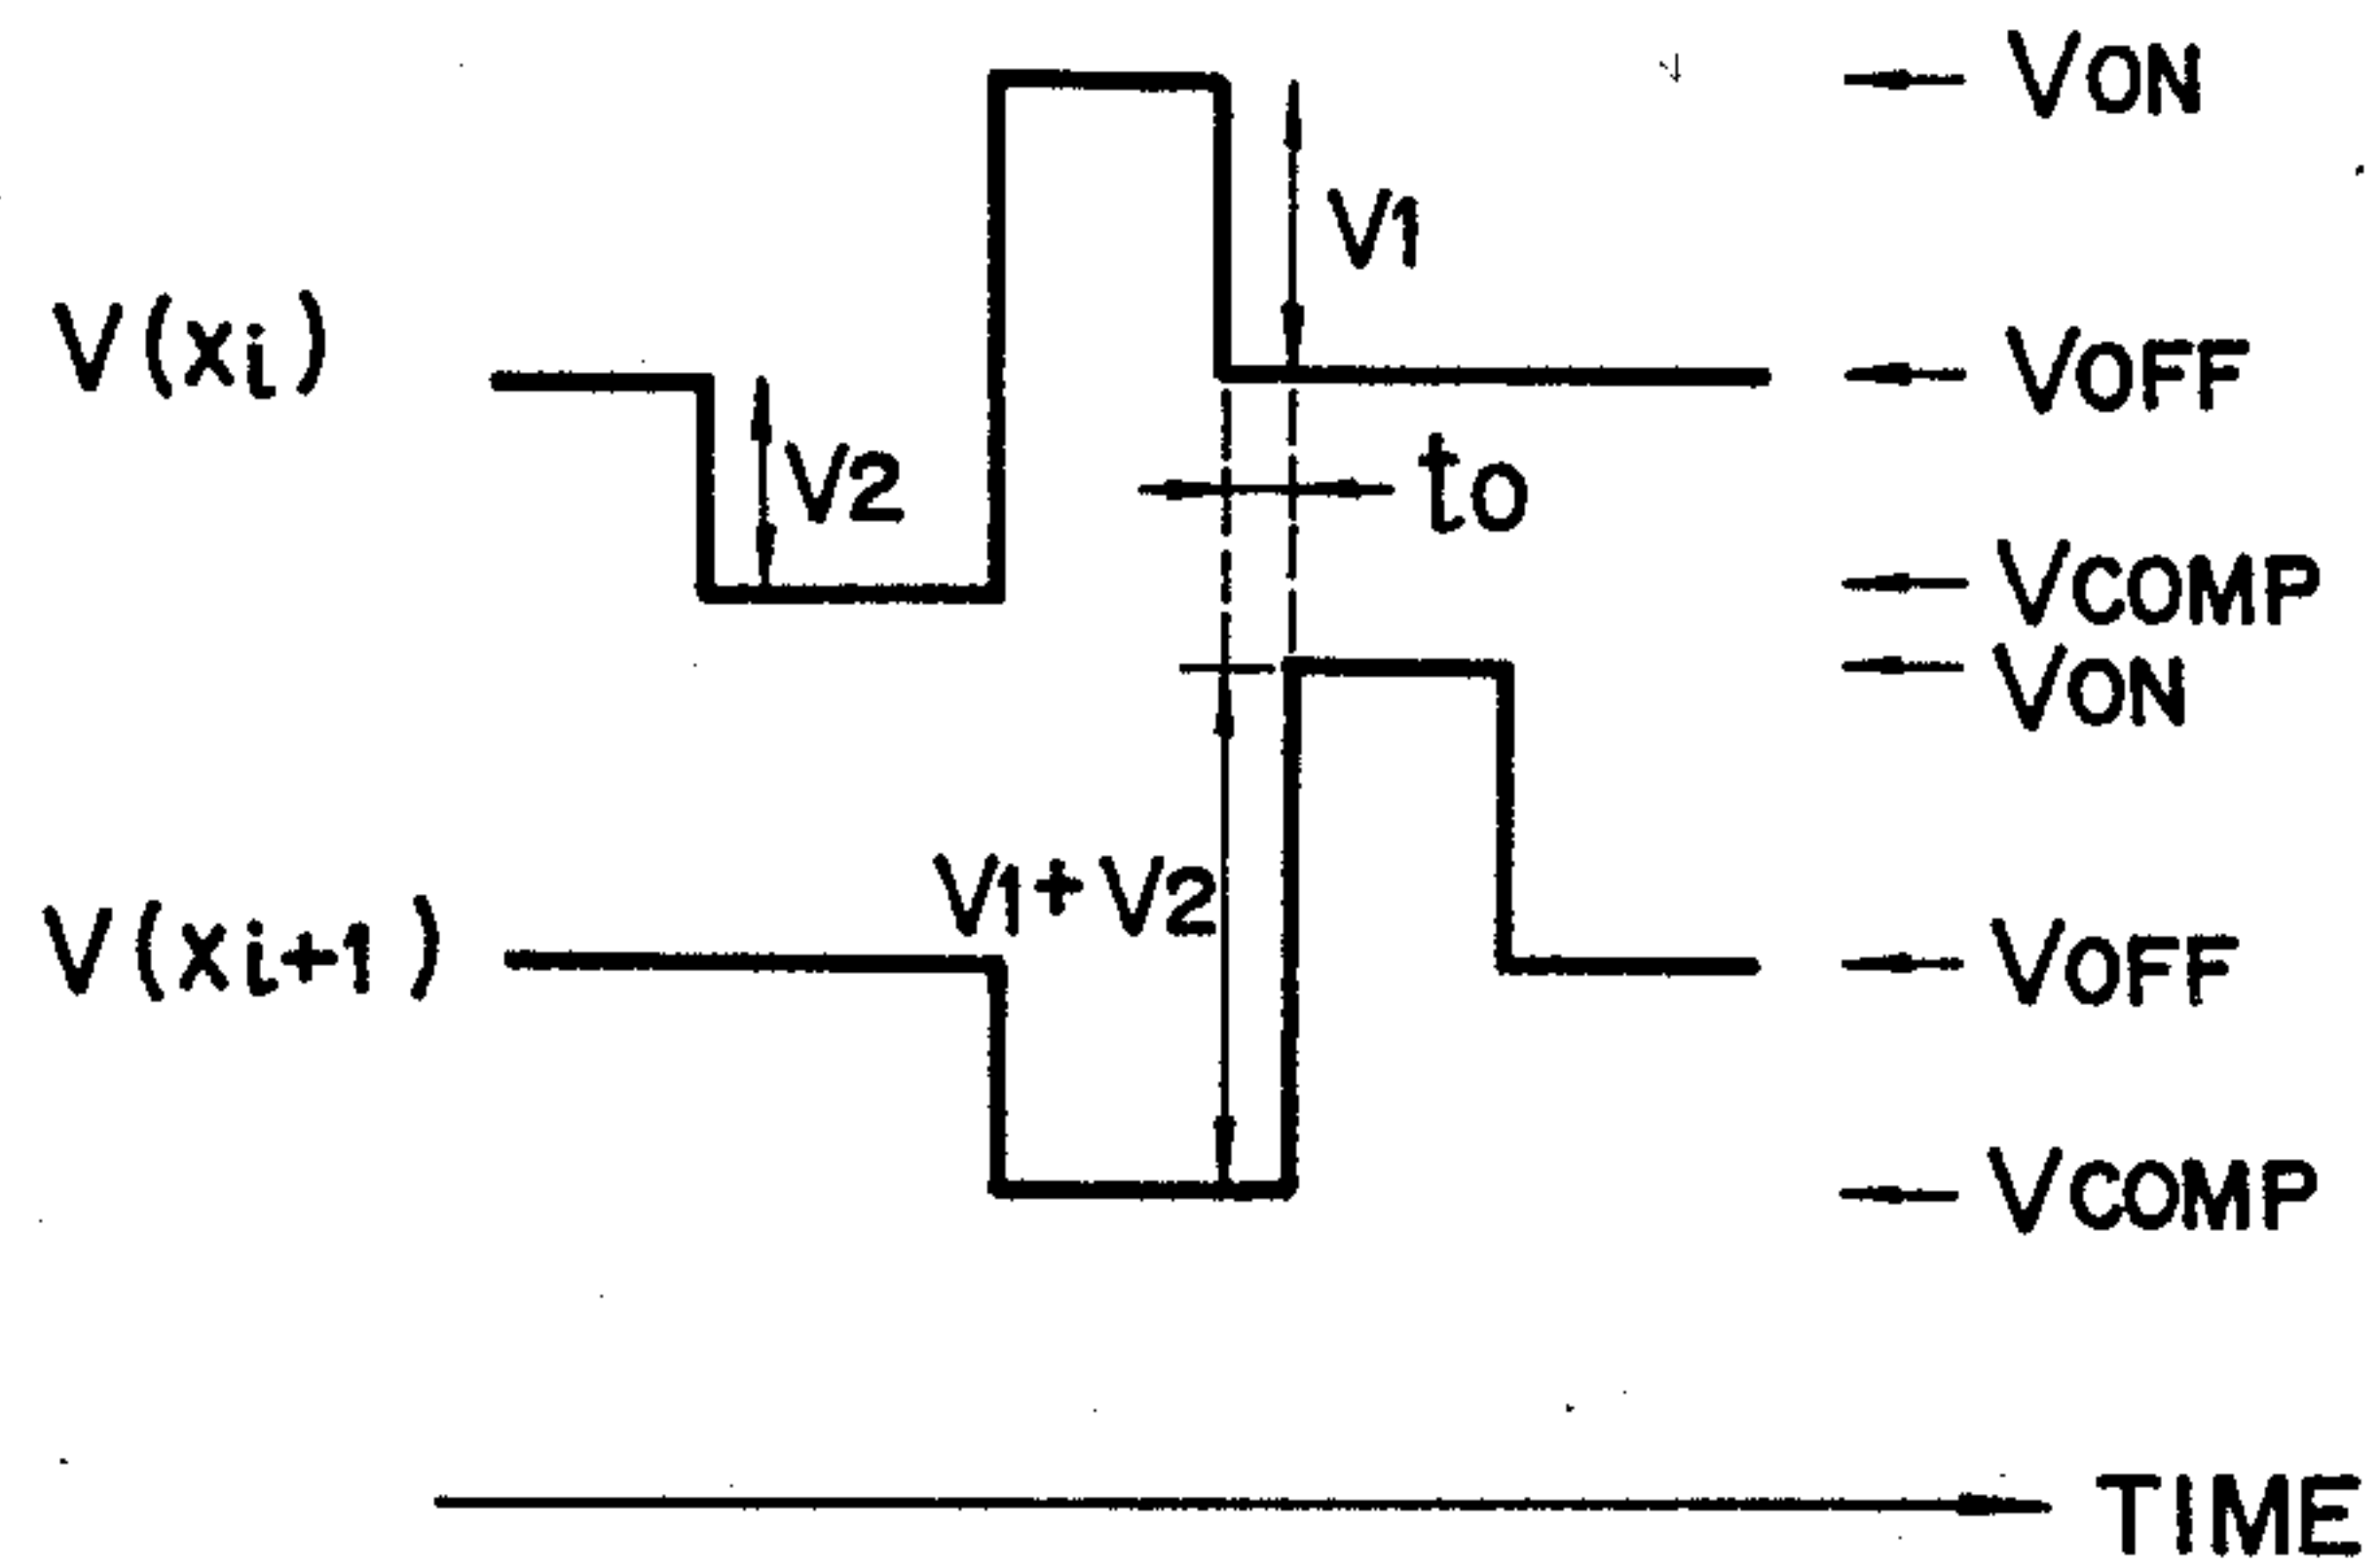 VON
V1
V(xi)
VOFF
V2
to
VCOMP
VON
V1+V2
V(xi+1)
VOFF
VCOMP
TIME